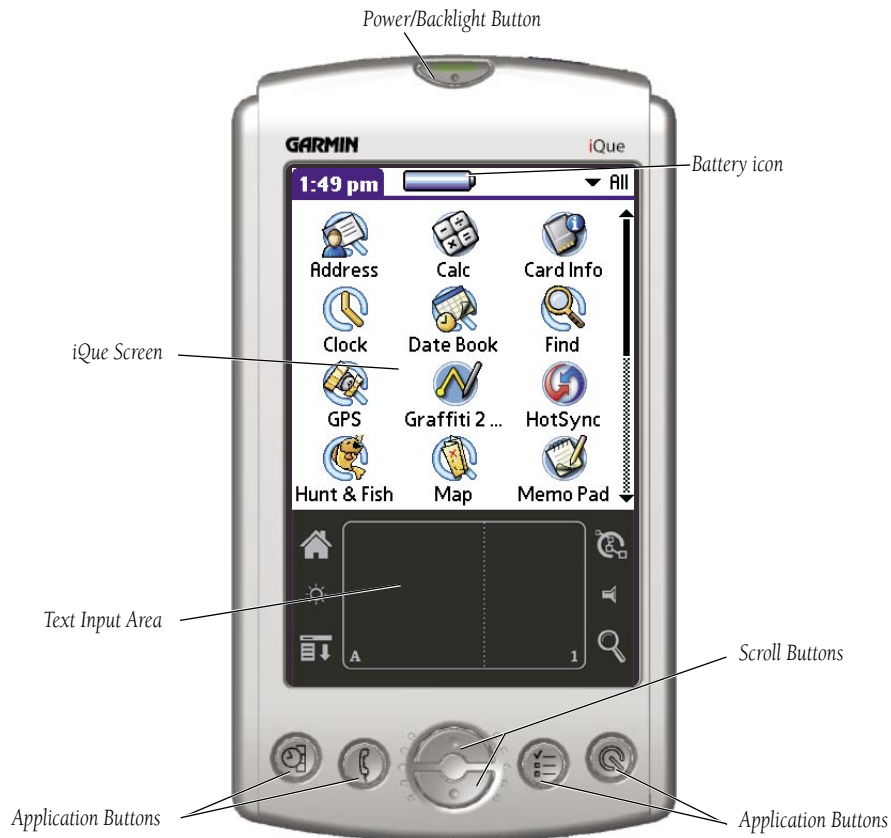 Power/Backlight Button
GARMIN
iQue
Battery icon
1:49 pm
All
Address
Calc
Card Info
Clock
Date Book
Find
iQue Screen
GPS
Graffiti 2 ...
HotSync
Hunt & Fish
Map
Memo Pad
Text Input Area
A
1
Scroll Buttons
Application Buttons
Application Buttons